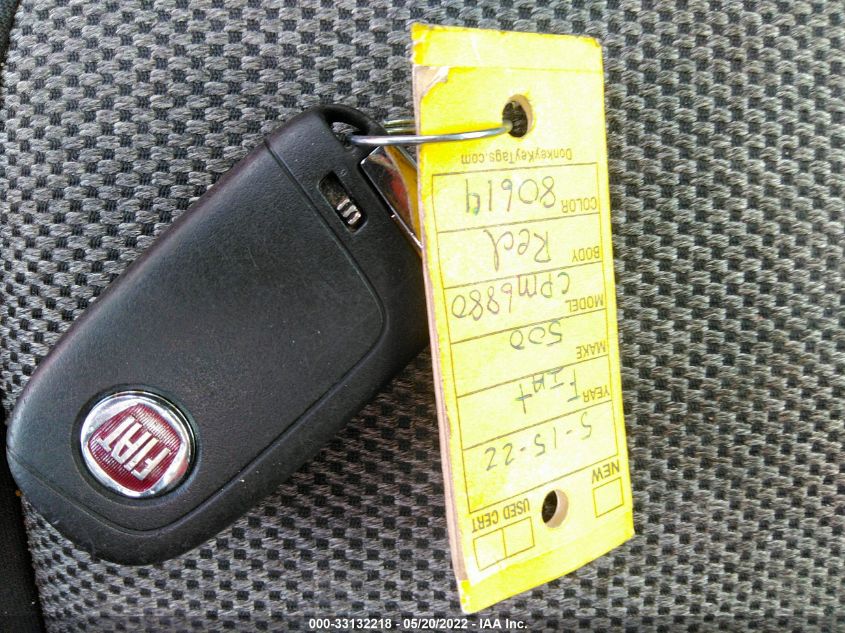 NEW
USED CERT
5-15-22
YEAR Fiat
MAKE 500
MODEL CPM6880
BODY Red
COLOR 80614
DonkeyKeyTags.com
FIAT
000-33132218 - 05/20/2022 - IAA Inc.